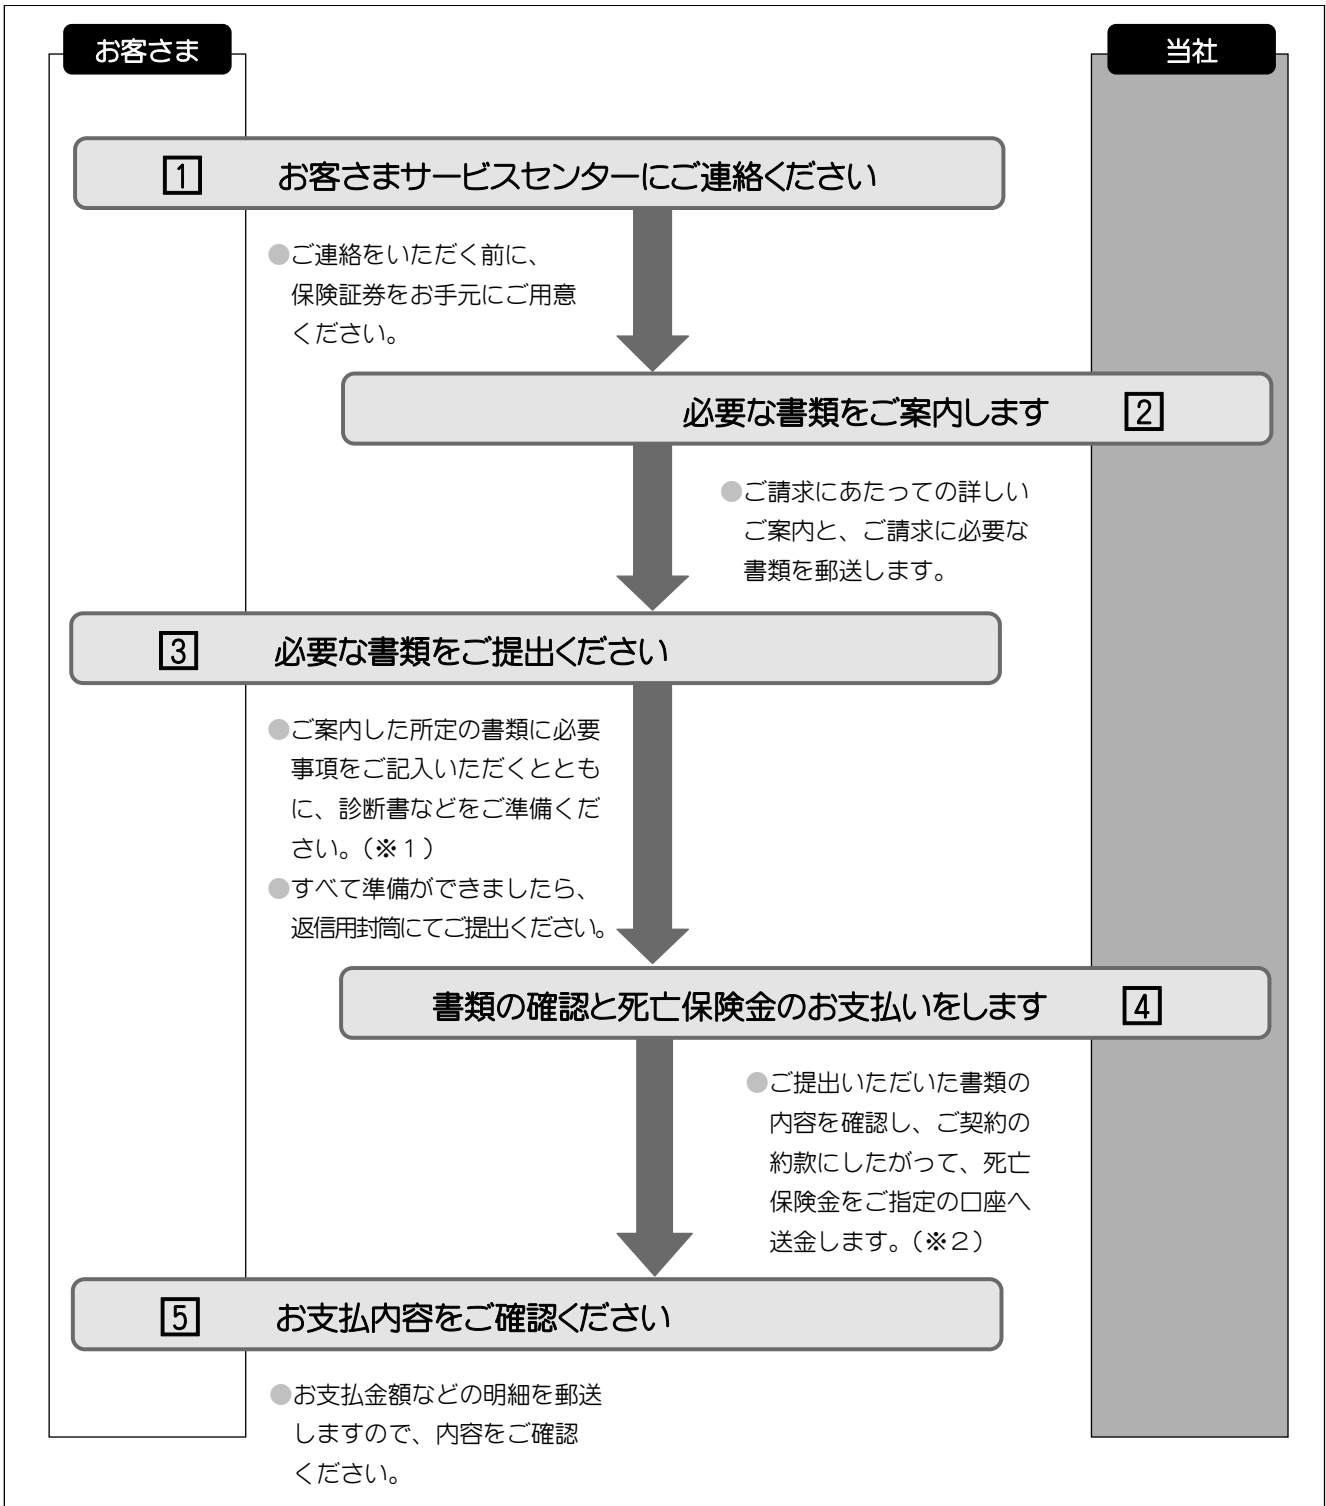 お客さま
当社
1 お客さまサービスセンターにご連絡ください
●ご連絡をいただく前に、
保険証券をお手元にご用意
ください。
必要な書類をご案内します 2
●ご請求にあたっての詳しい
ご案内と、ご請求に必要な
書類を郵送します。
3 必要な書類をご提出ください
●ご案内した所定の書類に必要
事項をご記入いただくととも
に、診断書などをご準備くだ
さい。(※1)
●すべて準備ができましたら、
返信用封筒にてご提出ください。
書類の確認と死亡保険金のお支払いをします 4
●ご提出いただいた書類の
内容を確認し、ご契約の
約款にしたがって、死亡
保険金をご指定の口座へ
送金します。(※2)
5 お支払内容をご確認ください
●お支払金額などの明細を郵送
しますので、内容をご確認
ください。